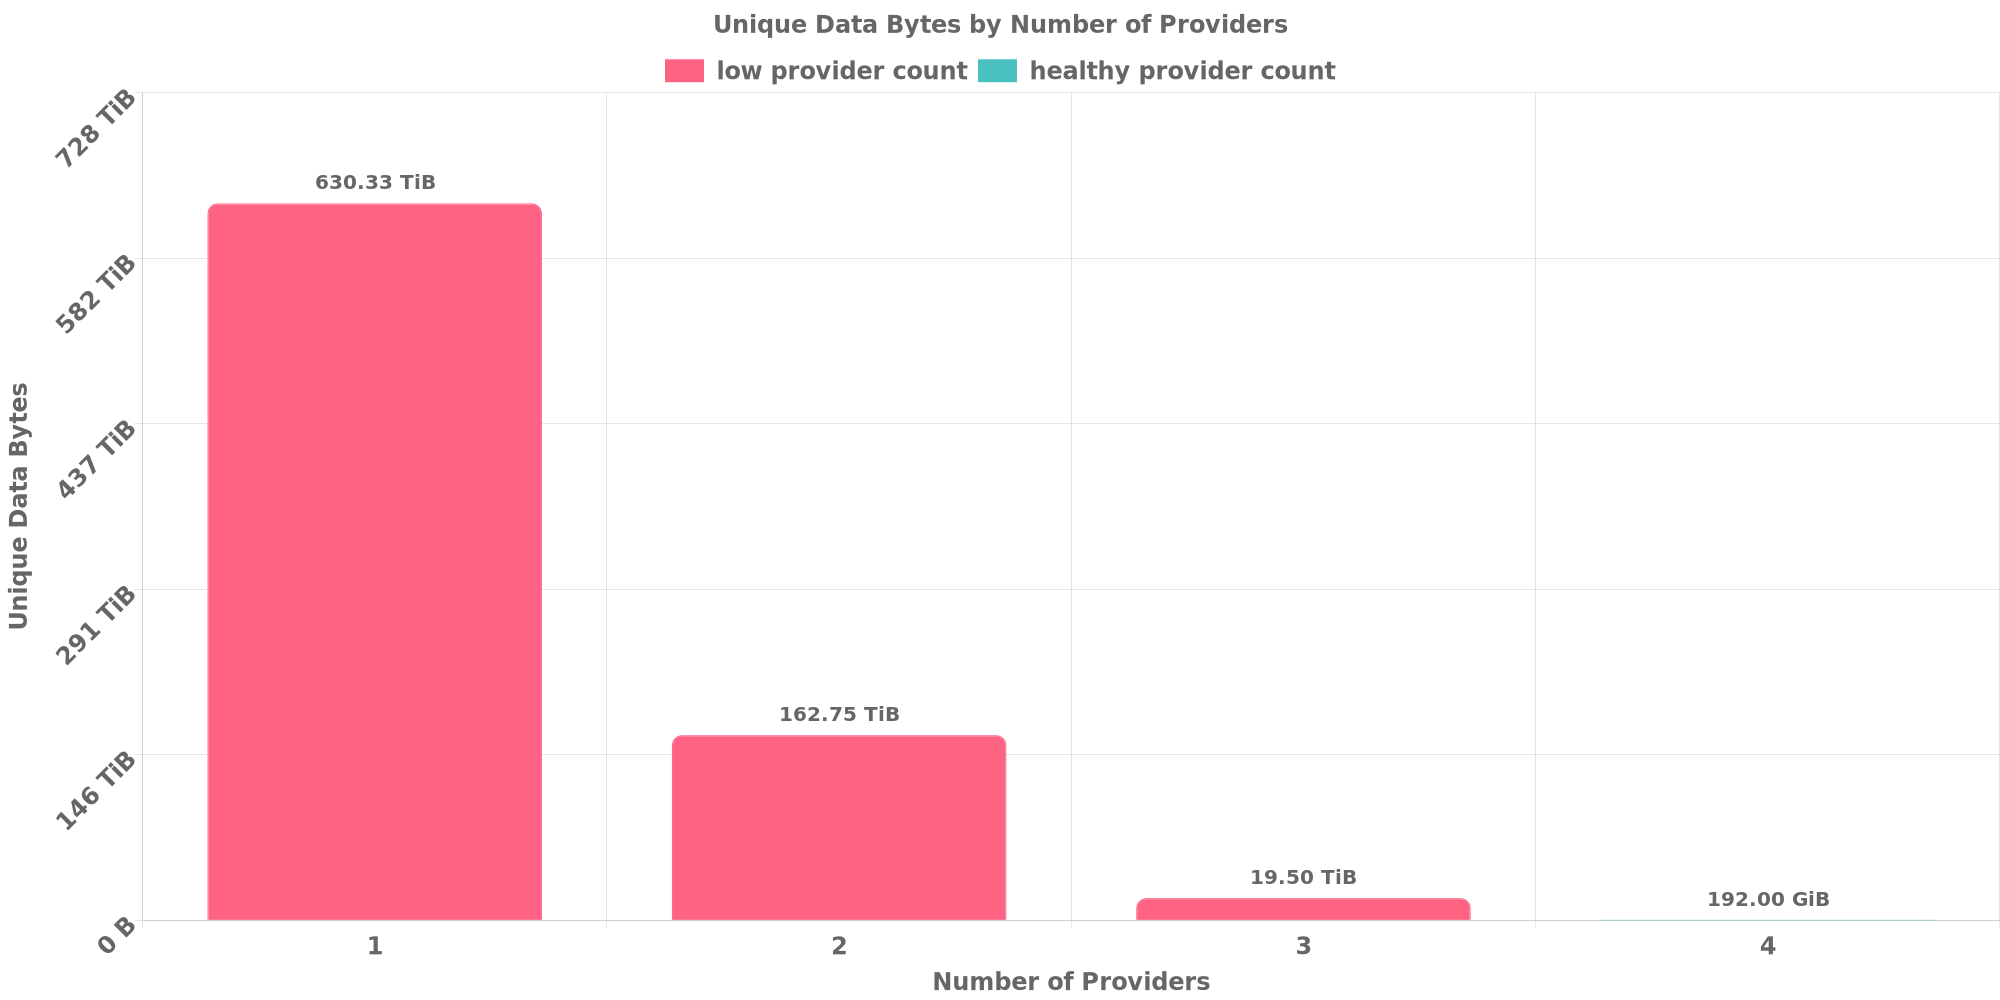 Unique Data Bytes by Number of Providers
low provider count healthy provider count
728 TiB
582 TiB
437 TiB
291 TiB
146 TiB
0 B
Unique Data Bytes
630.33 TiB
162.75 TiB
19.50 TiB
192.00 GiB
1 2 3 4
Number of Providers